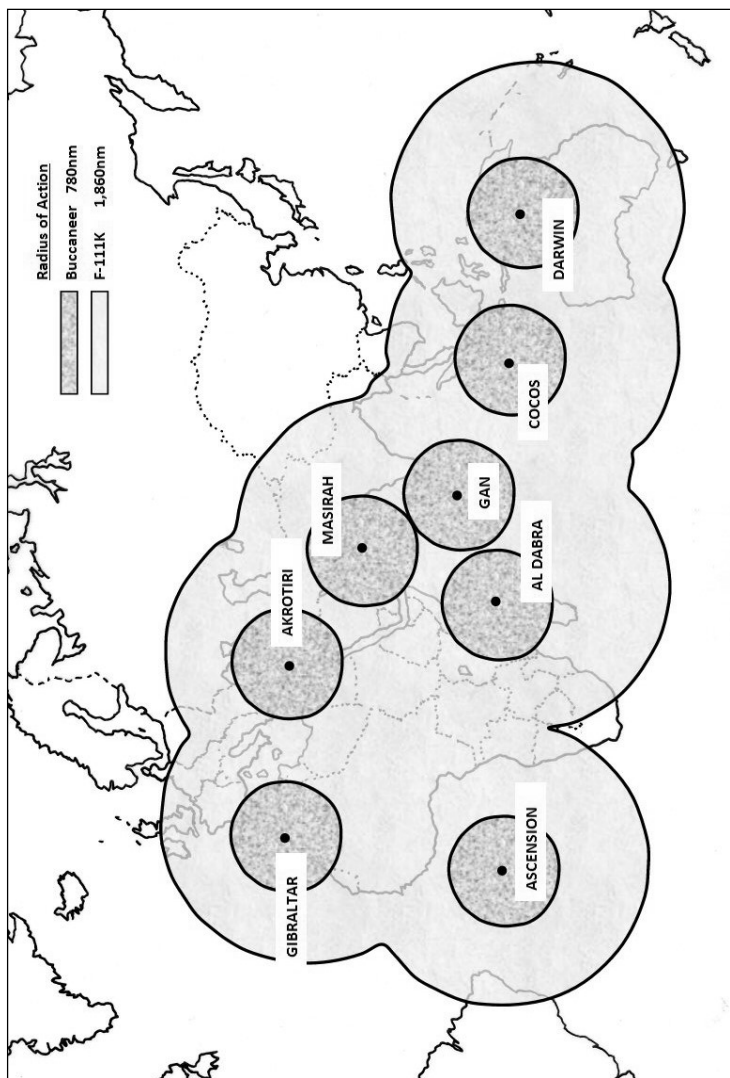 Radius of Action
Buccaneer 780nm
F-111K 1,860nm
GIBRALTAR
AKROTIRI
MASIRAH
GAN
AL DABRA
COCOS
DARWIN
ASCENSION